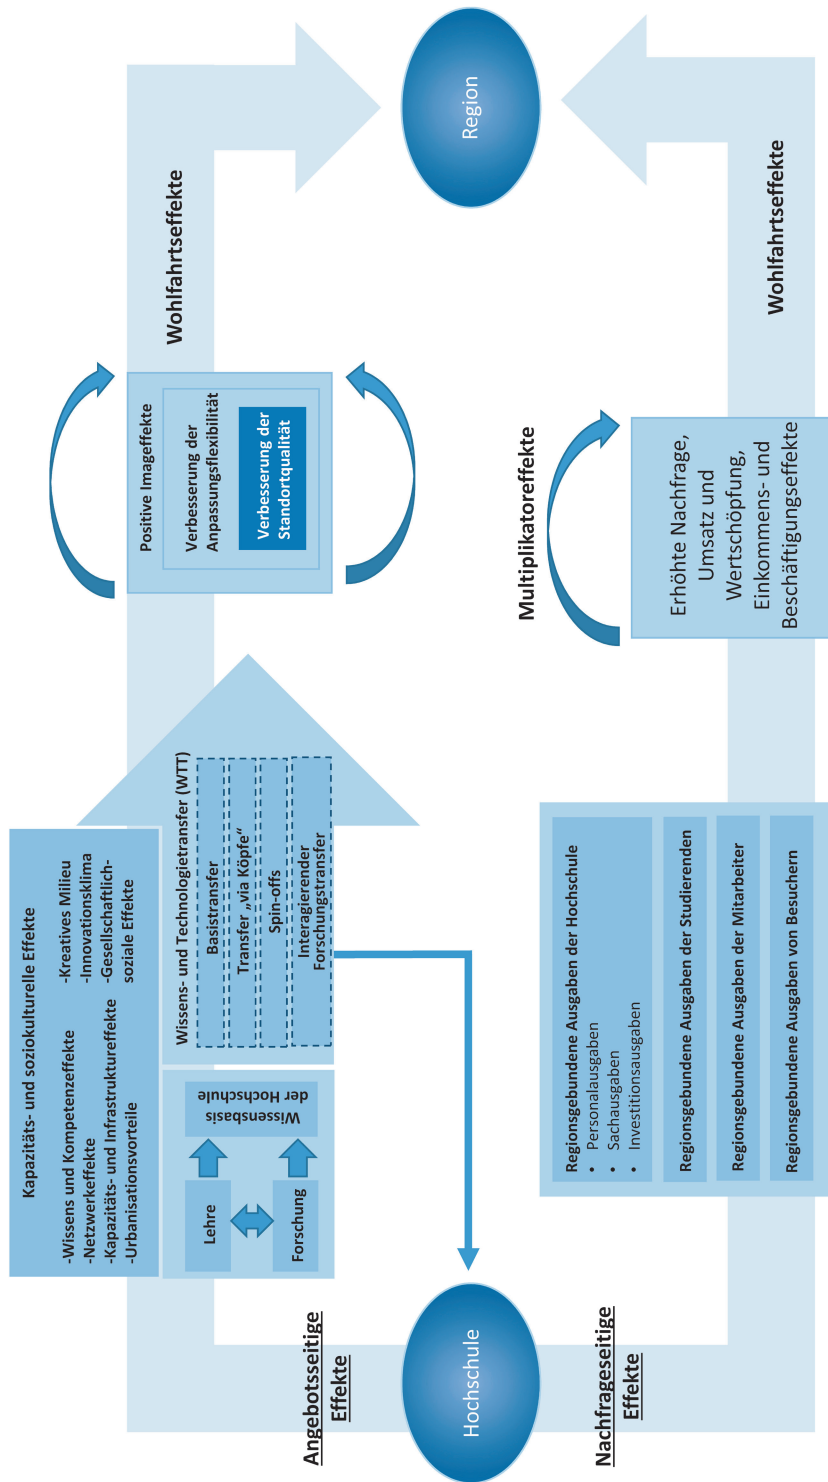 Kapazitäts- und soziokulturelle Effekte
-Wissens und Kompetenzeffekte
-Netzwerkeffekte
-Kapazitäts- und Infrastruktureffekte
-Urbanisationsvorteile
-Kreatives Milieu
-Innovationsklima
-Gesellschaftlich-
soziale Effekte
Angebotsseitige
Effekte
Lehre
Forschung
Wissensbasis
der Hochschule
Wissens- und Technologietransfer (WTT)
Basistransfer
Transfer „via Köpfe“
Spin-offs
Interagierender
Forschungstransfer
Positive Imageffekte
Verbesserung der
Anpassungsflexibilität
Verbesserung der
Standortqualität
Wohlfahrtseffekte
Hochschule
Region
Nachfrageseitige
Effekte
Regionsgebundene Ausgaben der Hochschule
• Personalausgaben
• Sachausgaben
• Investitionsausgaben
Regionsgebundene Ausgaben der Studierenden
Regionsgebundene Ausgaben der Mitarbeiter
Regionsgebundene Ausgaben von Besuchern
Multiplikatoreffekte
Erhöhte Nachfrage,
Umsatz und
Wertschöpfung,
Einkommens- und
Beschäftigungseffekte
Wohlfahrtseffekte